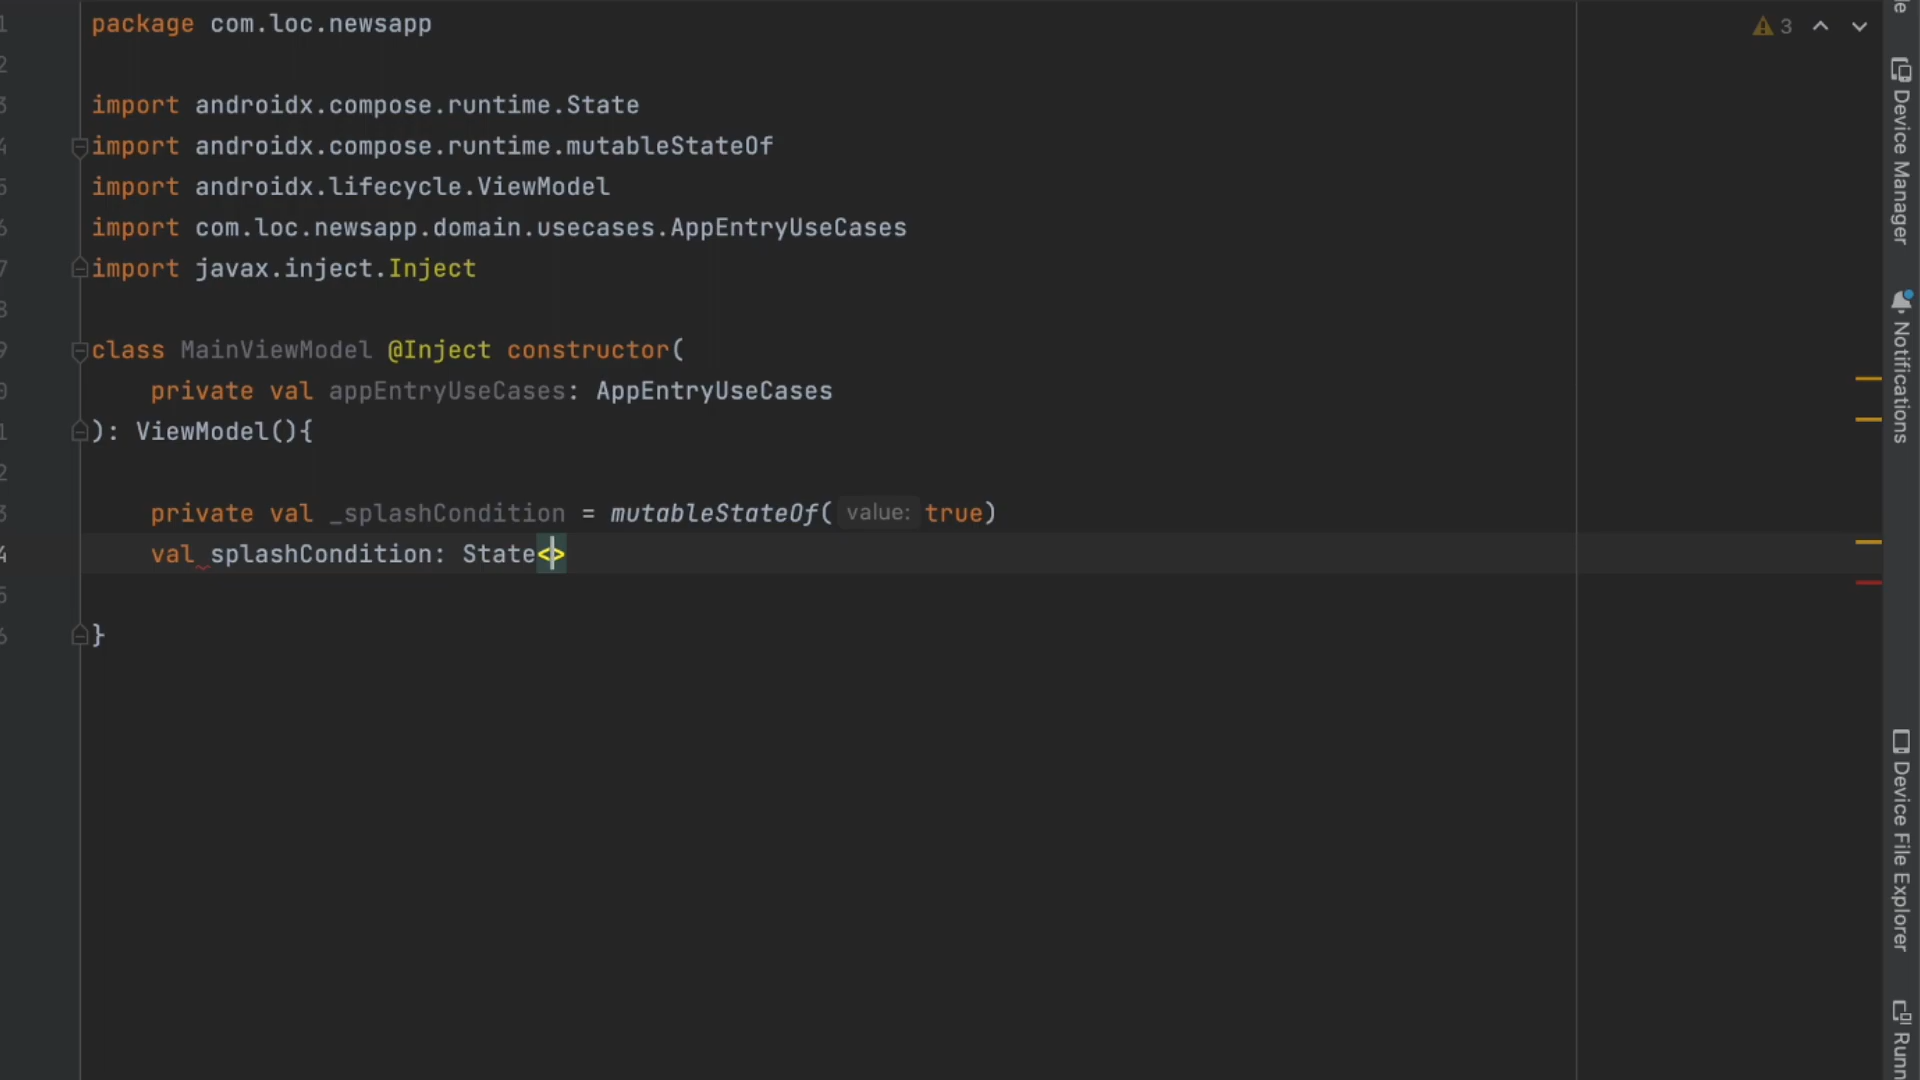 package com.loc.newsapp
3
import androidx.compose.runtime.State
import androidx.compose.runtime.mutableStateOf
import androidx.lifecycle.ViewModel
import com.loc.newsapp.domain.usecases.AppEntryUseCases
import javax.inject.Inject
class MainViewModel @Inject constructor(
    private val appEntryUseCases: AppEntryUseCases
): ViewModel(){
    private val _splashCondition = mutableStateOf( value: true)
    val splashCondition: State<>
}
Device Manager
Notifications
Device File Explorer